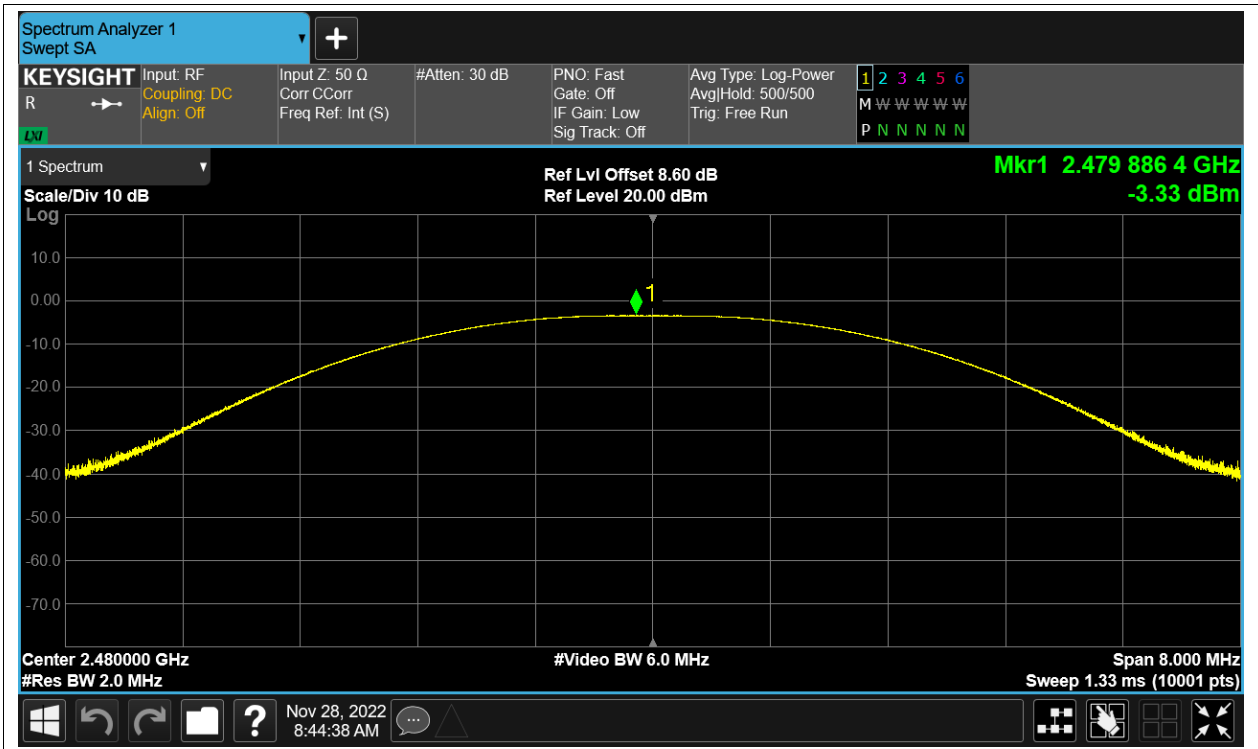 Spectrum Analyzer 1
Swept SA
KEYSIGHT
R
LXI
Input: RF
Coupling: DC
Align: Off
Input Z: 50 Ω
Corr CCorr
Freq Ref: Int (S)
#Atten: 30 dB
PNO: Fast
Gate: Off
IF Gain: Low
Sig Track: Off
Avg Type: Log-Power
Avg|Hold: 500/500
Trig: Free Run
1 2 3 4 5 6
M W W W W W
P N N N N N
1 Spectrum
Scale/Div 10 dB
Log
Ref Lvl Offset 8.60 dB
Ref Level 20.00 dBm
Mkr1 2.479 886 4 GHz
-3.33 dBm
10.0
0.00
-10.0
-20.0
-30.0
-40.0
-50.0
-60.0
-70.0
1
Center 2.480000 GHz
#Res BW 2.0 MHz
#Video BW 6.0 MHz
Span 8.000 MHz
Sweep 1.33 ms (10001 pts)
?
Nov 28, 2022
8:44:38 AM